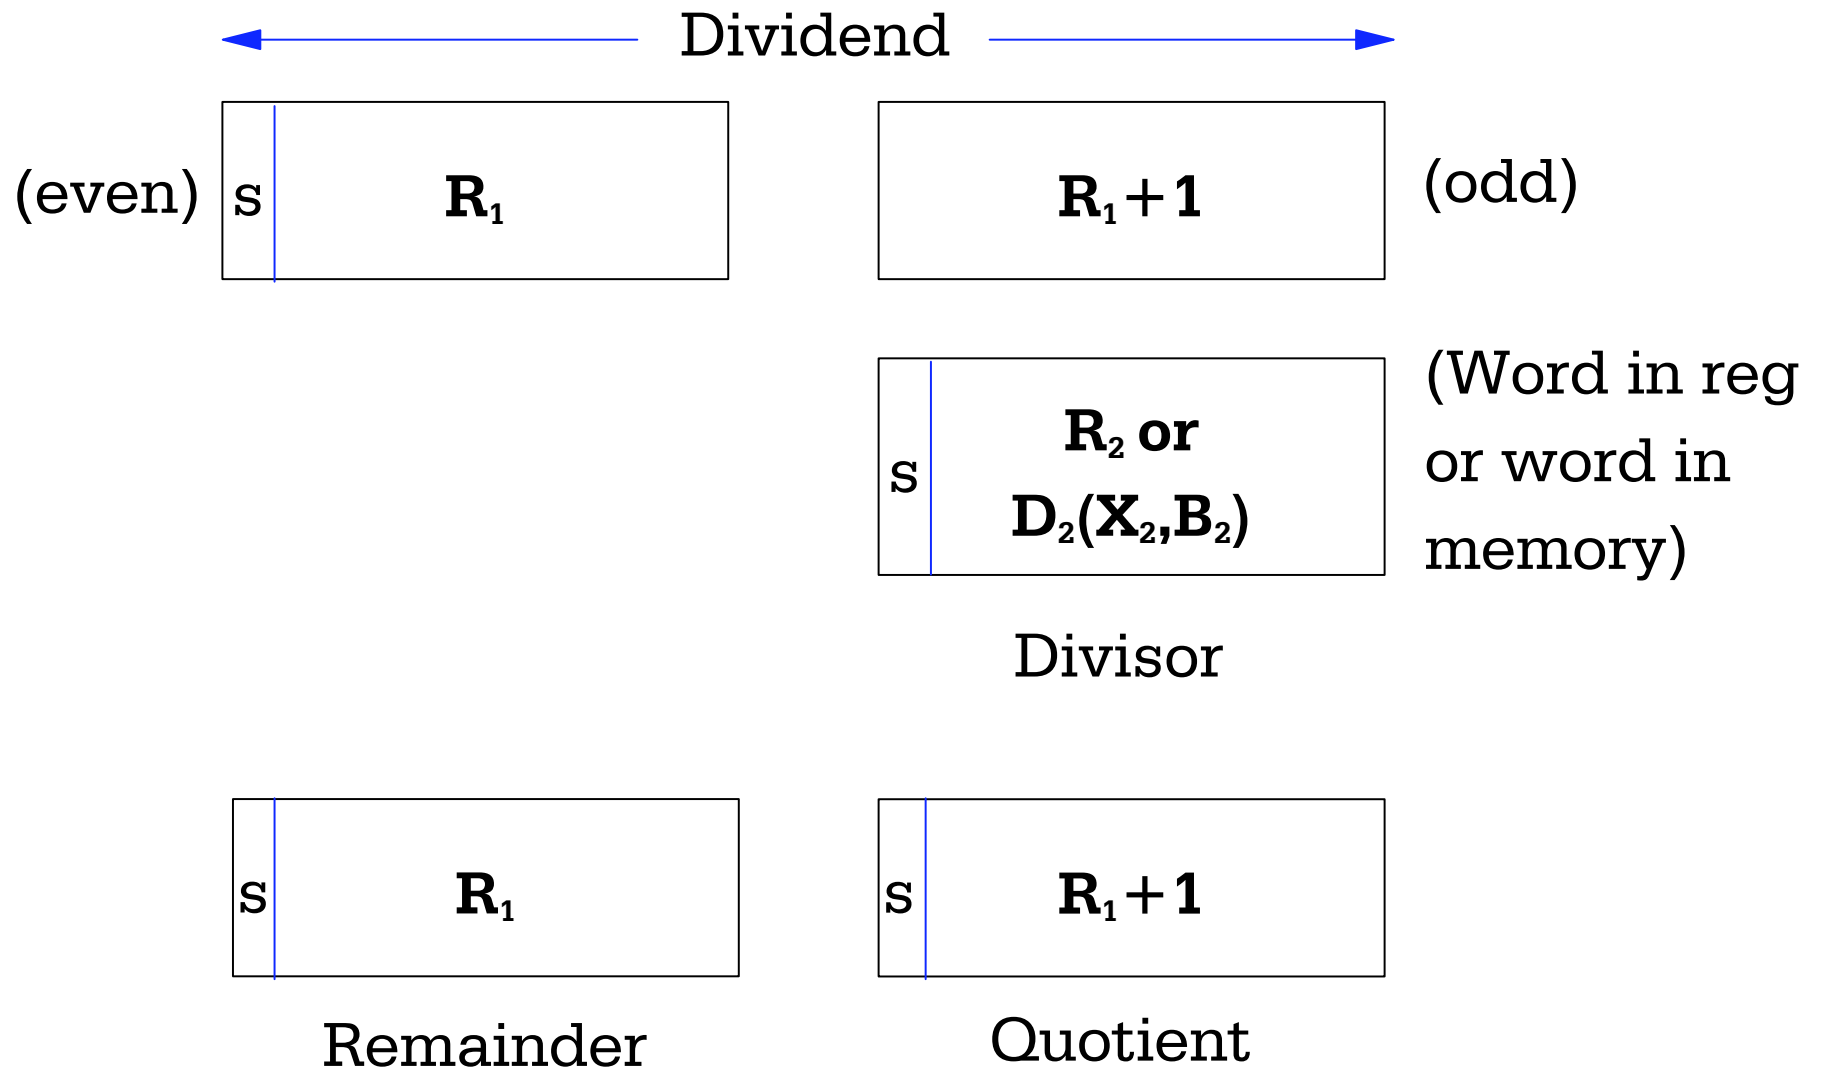 Dividend
(even) s R₁ R₁+1 (odd)
(Word in reg
s R₂ or
or word in
D₂(X₂,B₂)
memory)
Divisor
s R₁ s R₁+1
Remainder Quotient